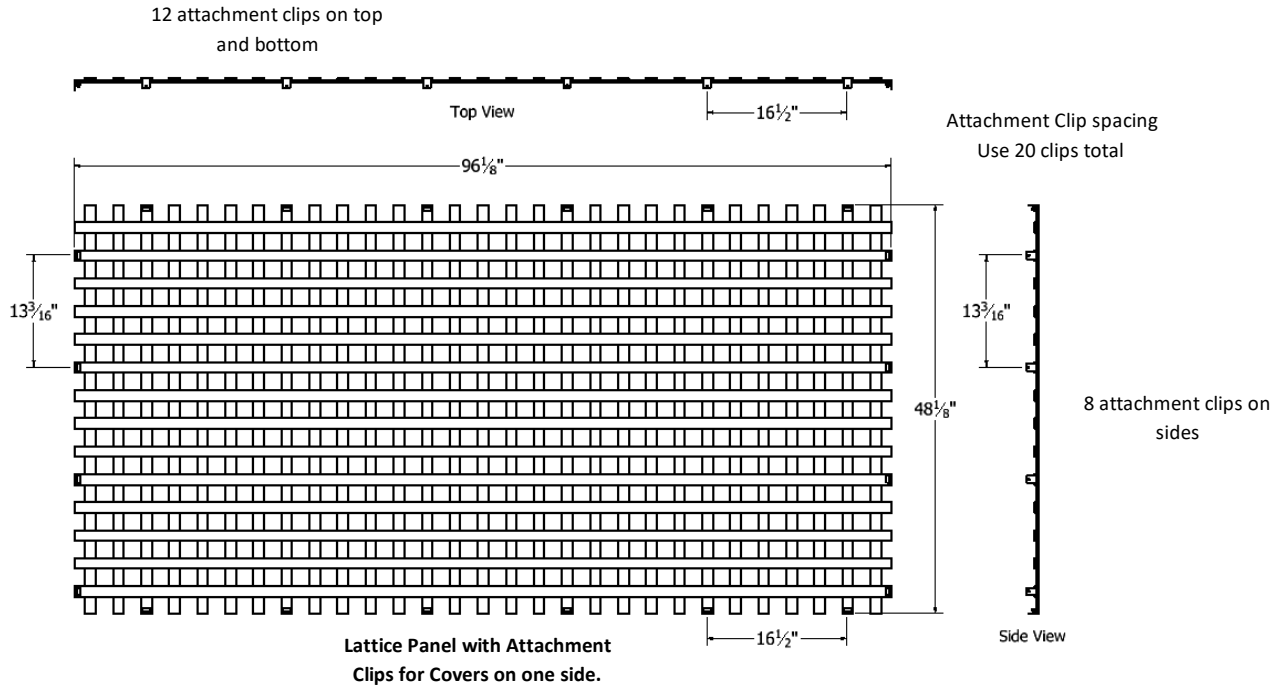 12 attachment clips on top
and bottom
Top View
16½"
Attachment Clip spacing
Use 20 clips total
96⅛"
13³⁄₁₆"
13³⁄₁₆"
48⅛"
8 attachment clips on
sides
16½"
Side View
Lattice Panel with Attachment
Clips for Covers on one side.